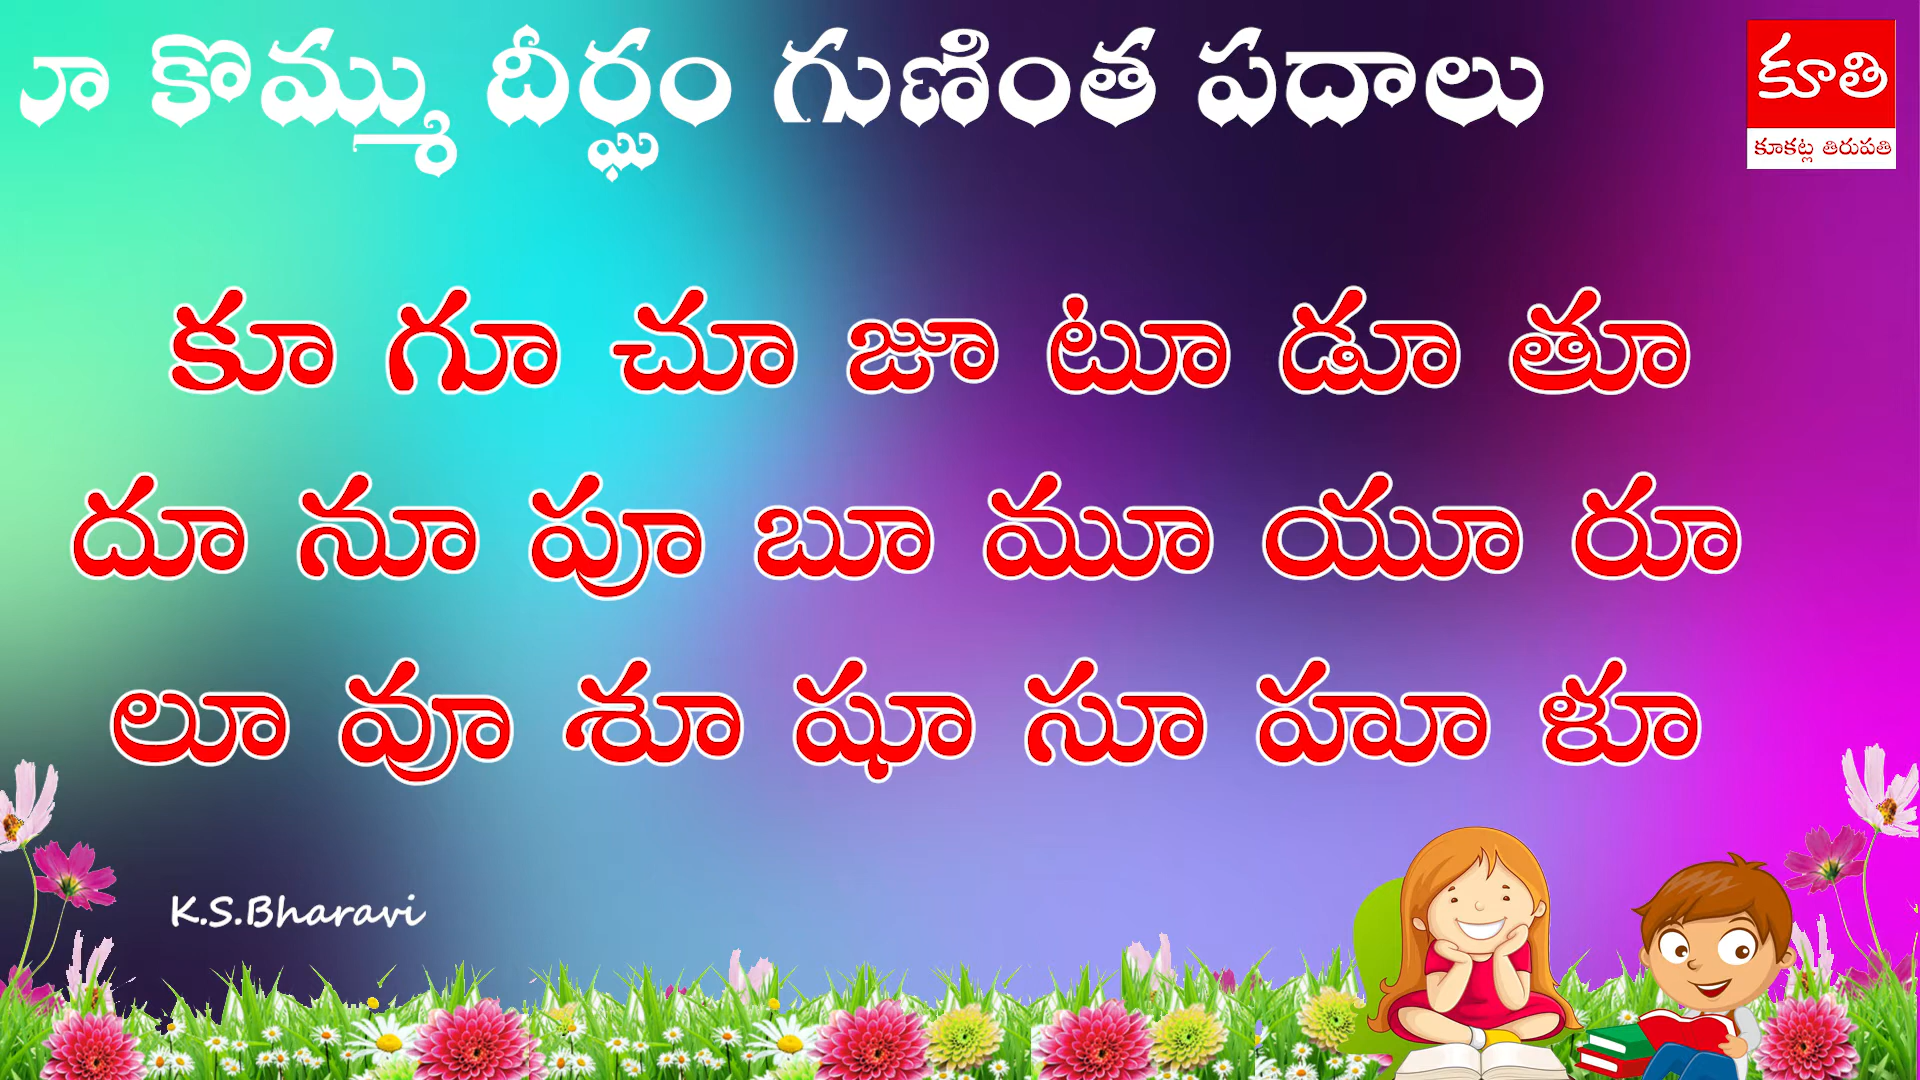 ూ కొమ్ము దీర్ఘం గుణింత పదాలు
కూతి
కూకట్ల తిరుపతి
కూ గూ చూ జూ టూ డూ తూ
దూ నూ పూ బూ మూ యూ రూ
లూ వూ శూ షూ సూ హూ ళూ
K.S.Bharavi